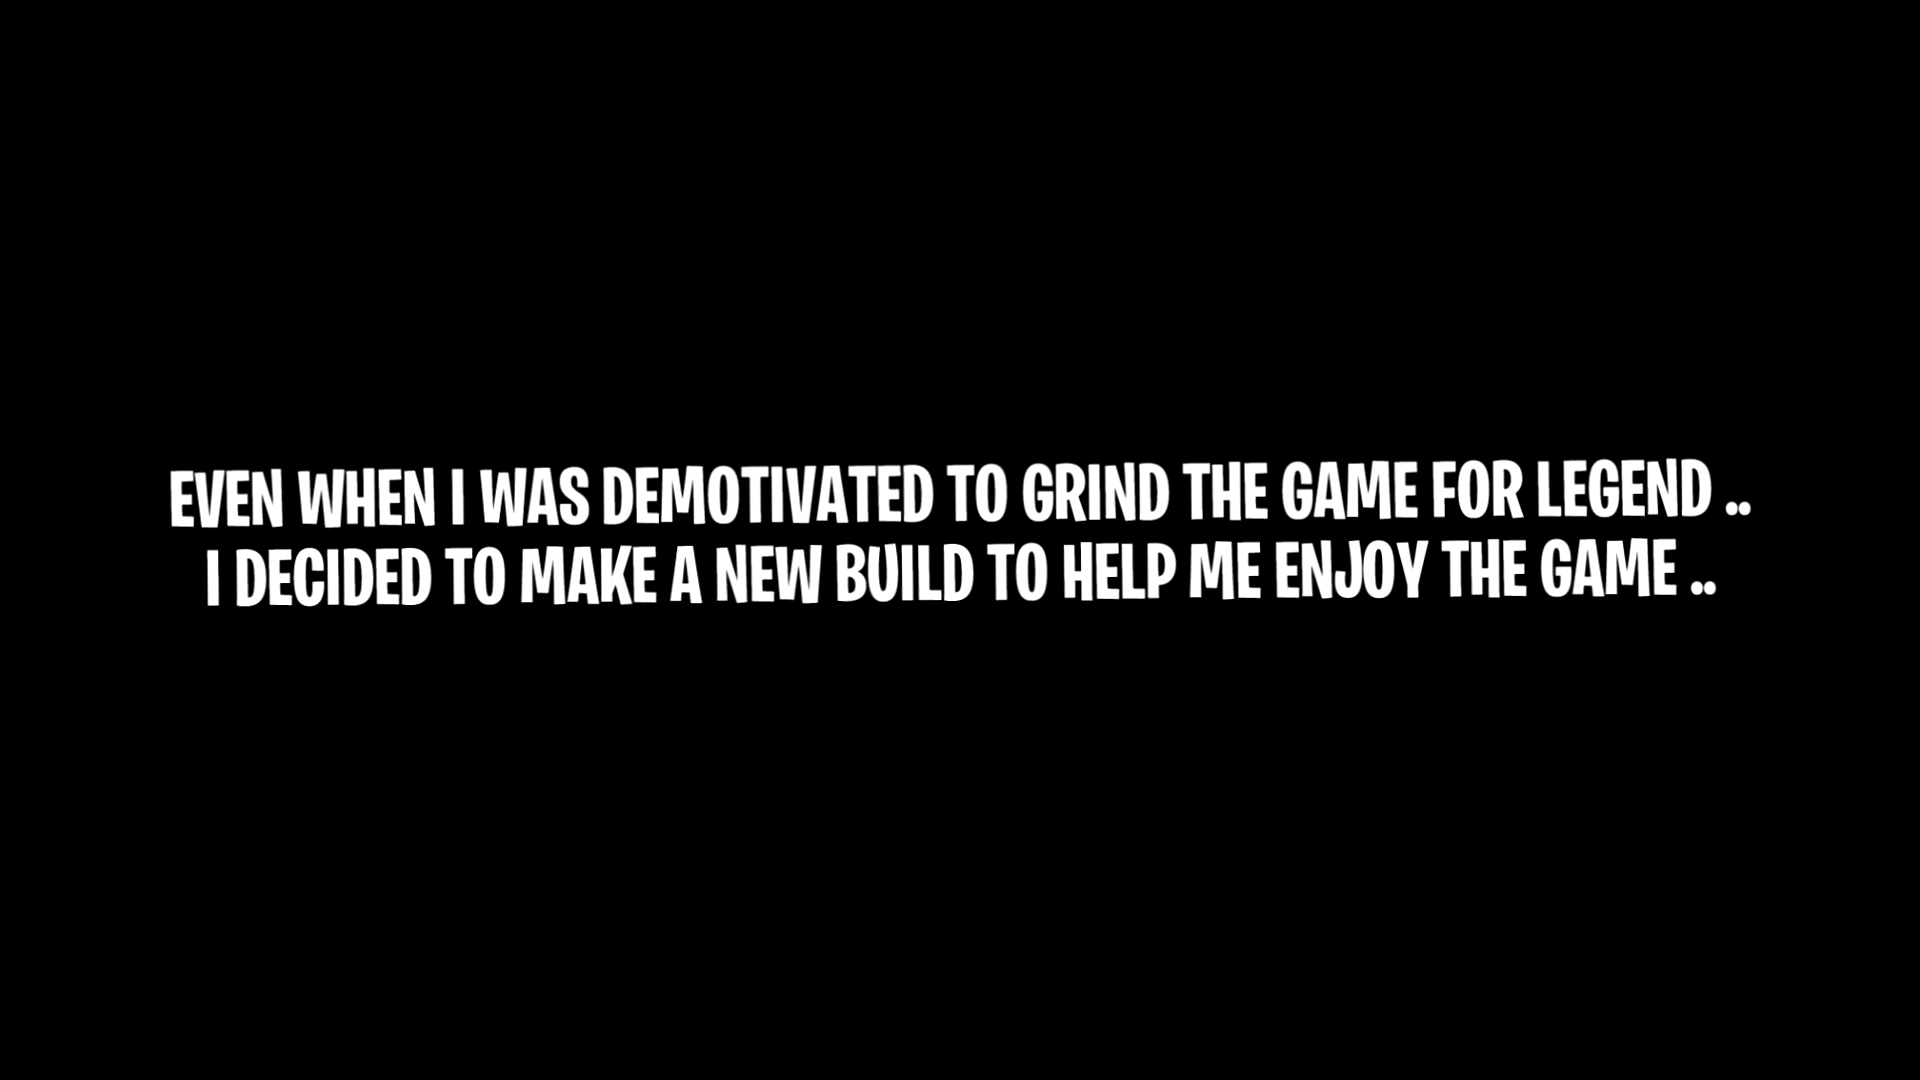 EVEN WHEN I WAS DEMOTIVATED TO GRIND THE GAME FOR LEGEND ..
I DECIDED TO MAKE A NEW BUILD TO HELP ME ENJOY THE GAME ..